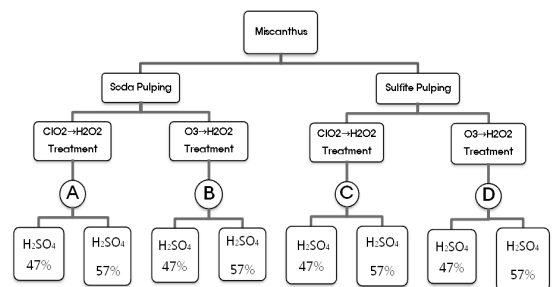 Miscanthus
Soda Pulping
Sulfite Pulping
ClO2→H2O2
Treatment
O3→H2O2
Treatment
ClO2→H2O2
Treatment
O3→H2O2
Treatment
A
B
C
D
H₂SO₄
47%
H₂SO₄
57%
H₂SO₄
47%
H₂SO₄
57%
H₂SO₄
47%
H₂SO₄
57%
H₂SO₄
47%
H₂SO₄
57%